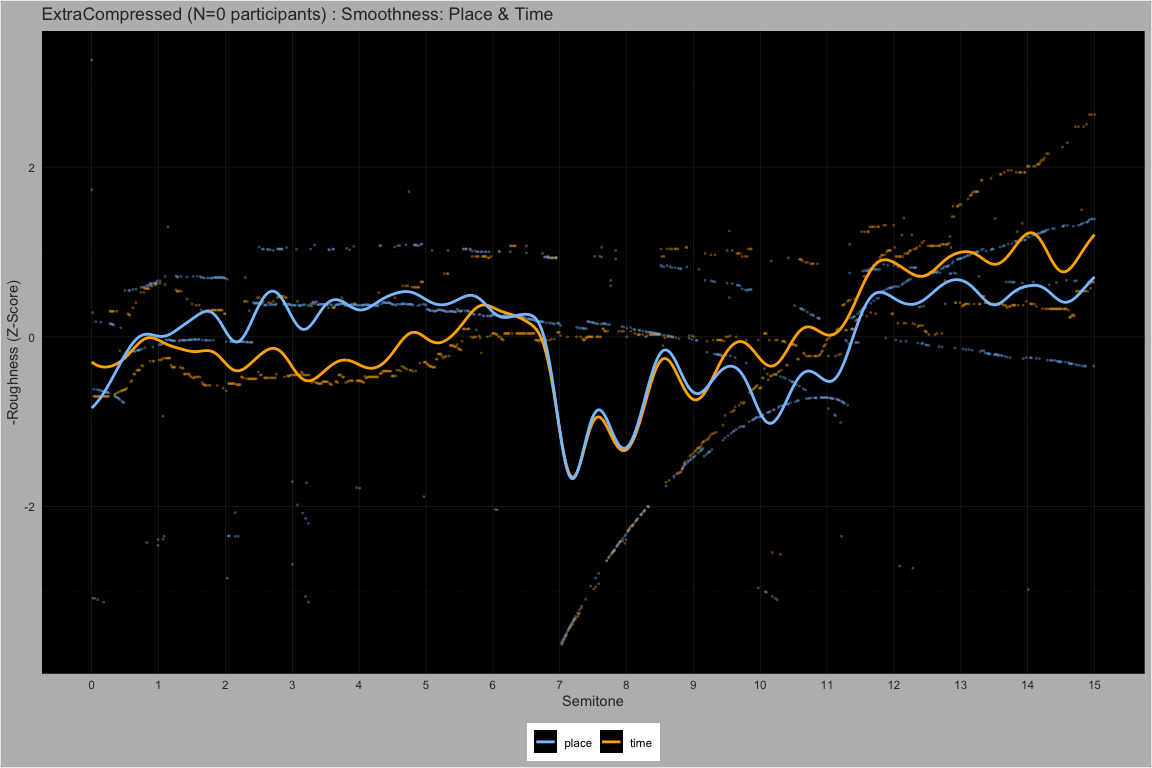 ExtraCompressed (N=0 participants) : Smoothness: Place & Time
-Roughness (Z-Score)
2
0
-2
0 1 2 3 4 5 6 7 8 9 10 11 12 13 14 15
Semitone
place time